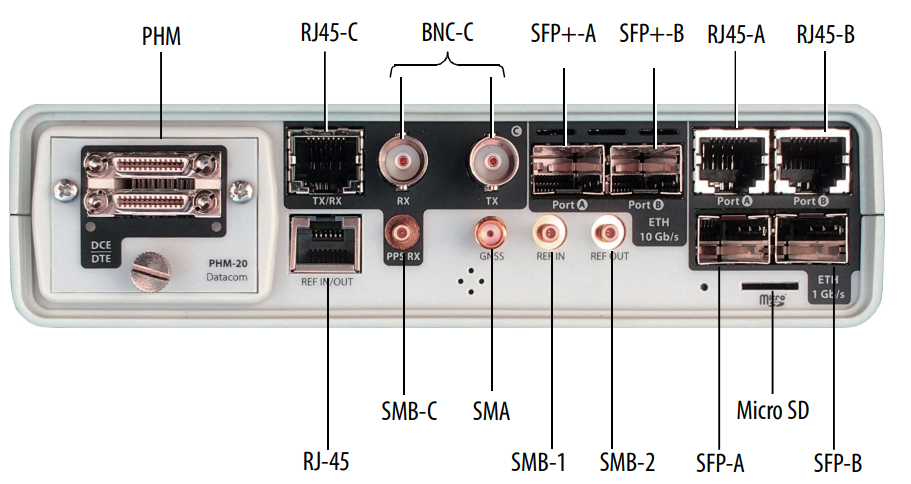 PHM
RJ45-C
BNC-C
SFP+-A
SFP+-B
RJ45-A
RJ45-B
C
TX/RX
RX
TX
Port A
Port B
ETH
10 Gb/s
Port A
Port B
DCE
DTE
PHM-20
Datacom
REF IN/OUT
PPS RX
GNSS
REF IN
REF OUT
micro
ETH
1 Gb/s
SMB-C
SMA
Micro SD
RJ-45
SMB-1
SMB-2
SFP-A
SFP-B